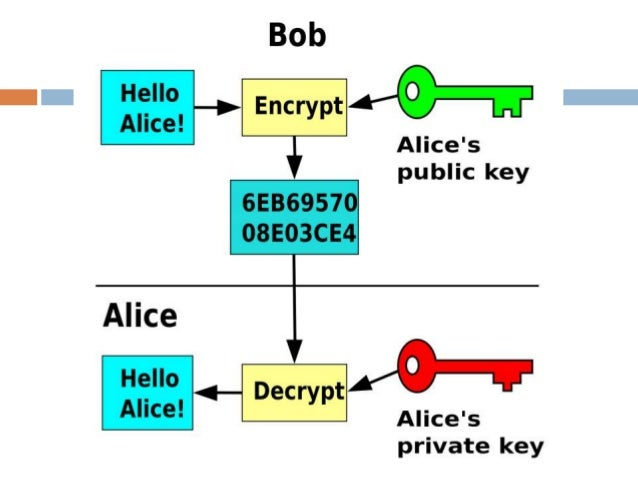 Bob
Hello
Alice!
Encrypt
Alice's
public key
6EB69570
08E03CE4
Alice
Hello
Alice!
Decrypt
Alice's
private key